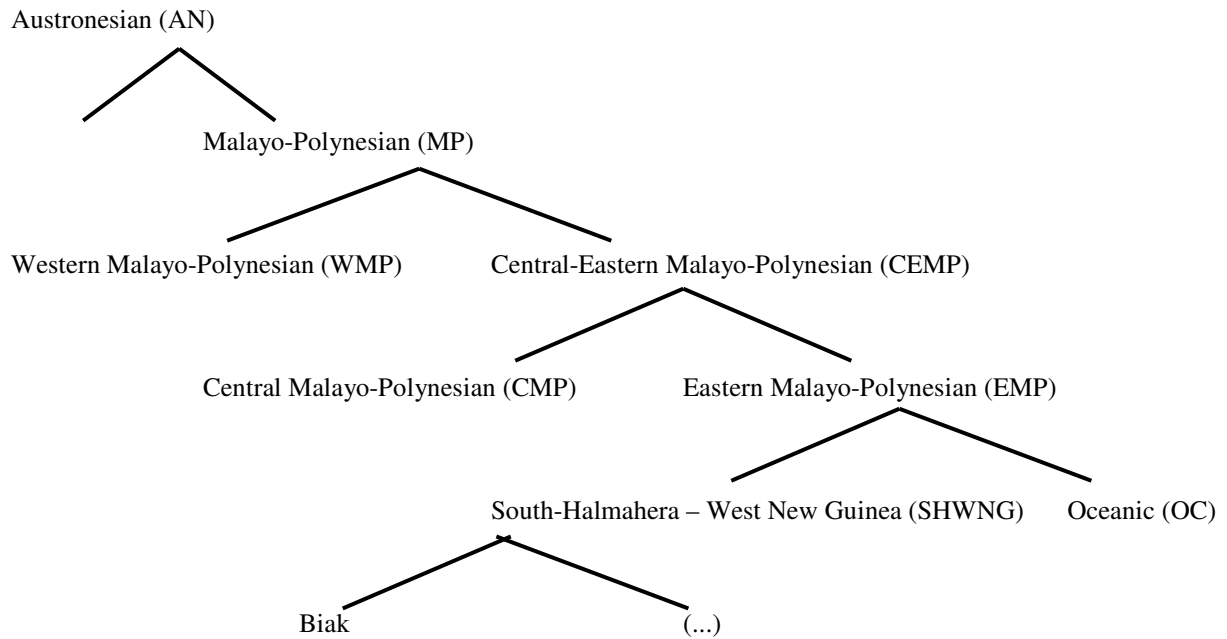 Austronesian (AN)
Malayo-Polynesian (MP)
Western Malayo-Polynesian (WMP) Central-Eastern Malayo-Polynesian (CEMP)
Central Malayo-Polynesian (CMP) Eastern Malayo-Polynesian (EMP)
South-Halmahera – West New Guinea (SHWNG) Oceanic (OC)
Biak (...)